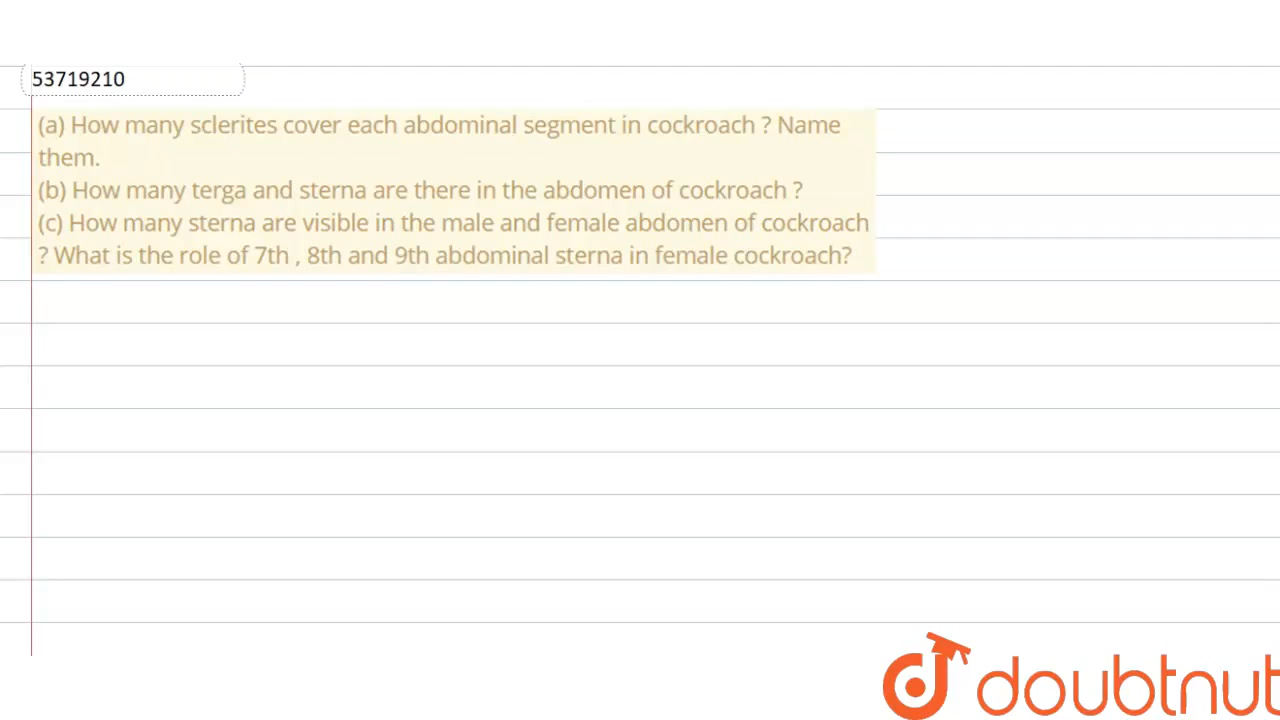 53719210
(a) How many sclerites cover each abdominal segment in cockroach ? Name
them.
(b) How many terga and sterna are there in the abdomen of cockroach ?
(c) How many sterna are visible in the male and female abdomen of cockroach
? What is the role of 7th , 8th and 9th abdominal sterna in female cockroach?
doubtnut